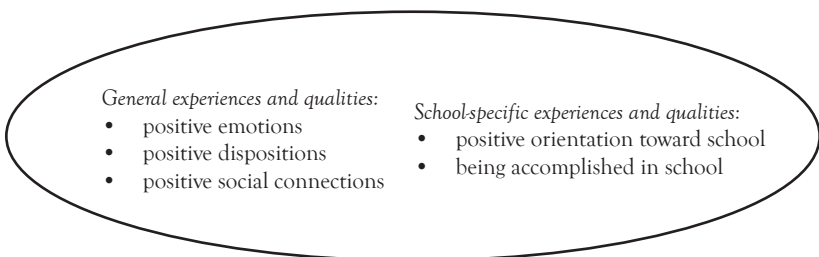 General experiences and qualities:
• positive emotions
• positive dispositions
• positive social connections
School-specific experiences and qualities:
• positive orientation toward school
• being accomplished in school